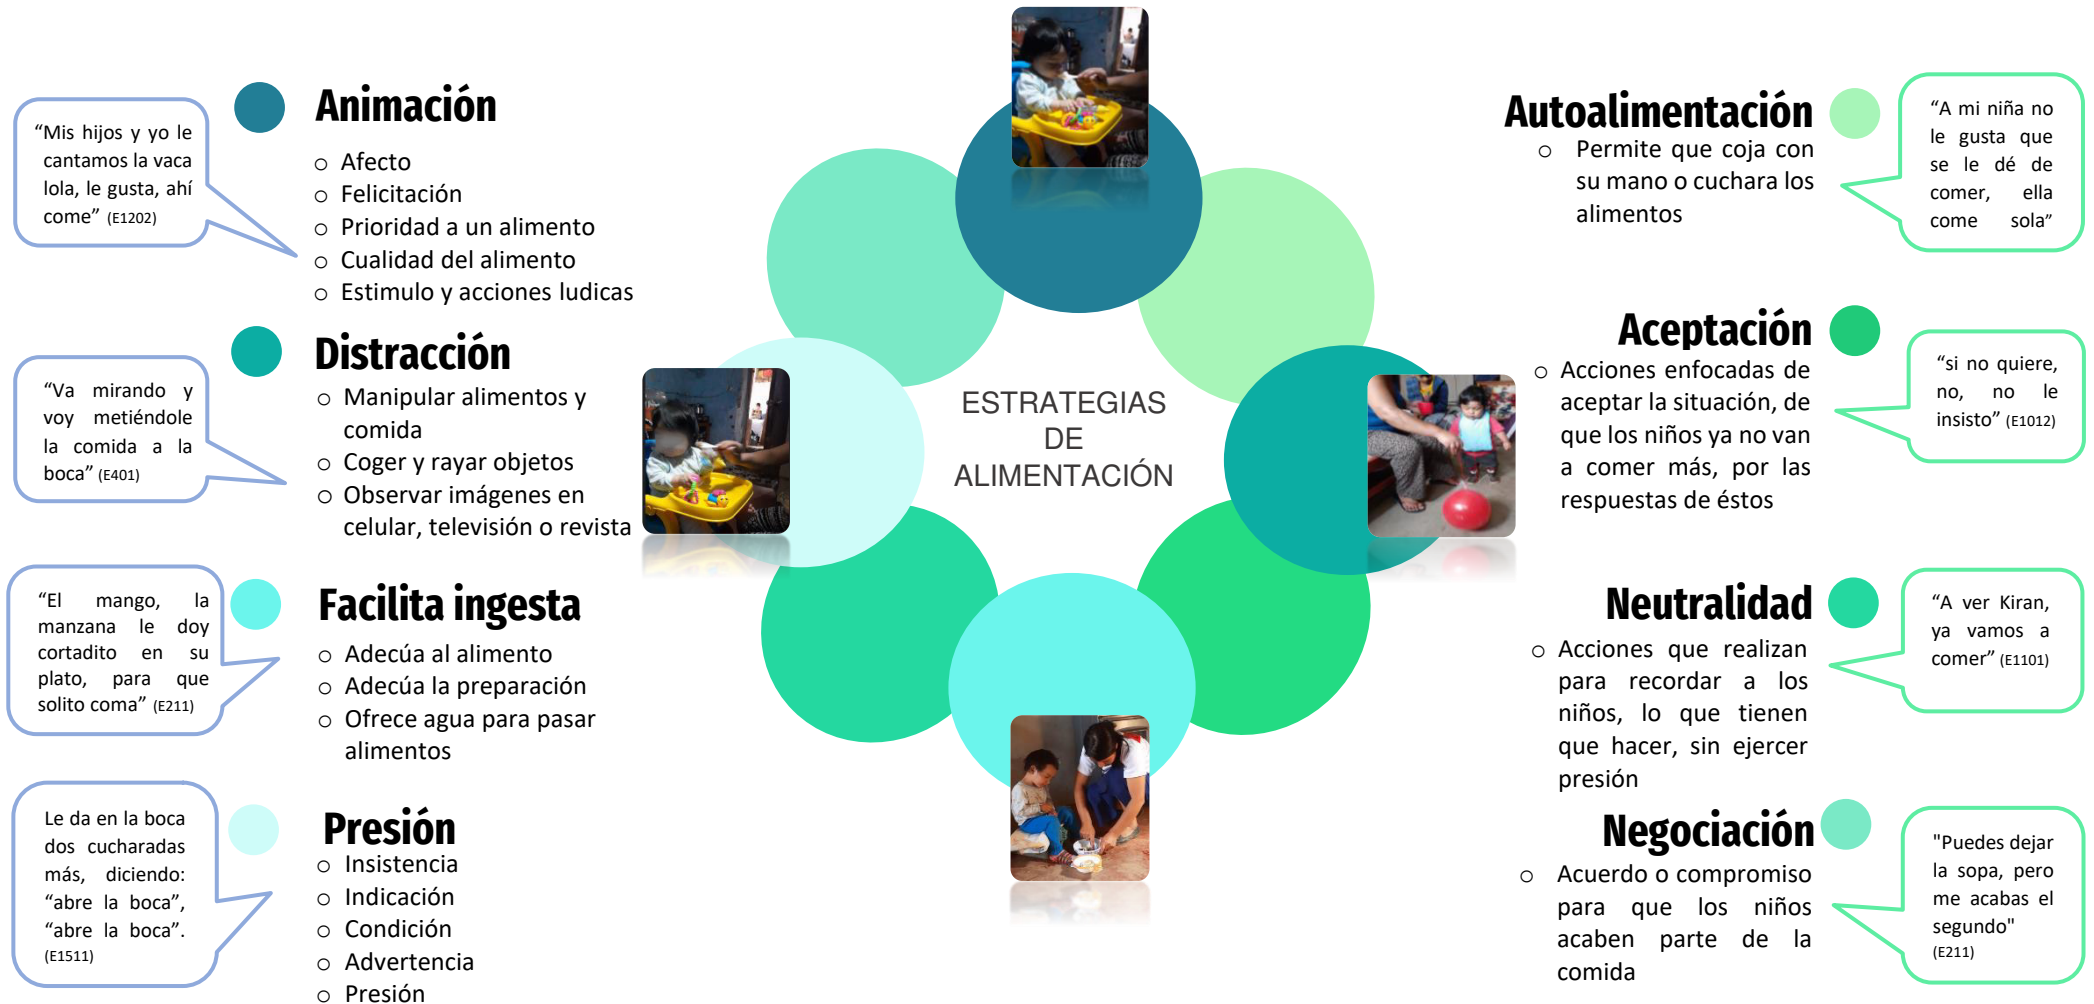 Animación
“Mis hijos y yo le
cantamos la vaca
lola, le gusta, ahí
come” (E1202)
o Afecto
o Felicitación
o Prioridad a un alimento
o Cualidad del alimento
o Estimulo y acciones ludicas
Distracción
“Va mirando y
voy metiéndole
la comida a la
boca” (E401)
o Manipular alimentos y
comida
o Coger y rayar objetos
o Observar imágenes en
celular, televisión o revista
Facilita ingesta
“El mango, la
manzana le doy
cortadito en su
plato, para que
solito coma” (E211)
o Adecúa al alimento
o Adecúa la preparación
o Ofrece agua para pasar
alimentos
Presión
Le da en la boca
dos cucharadas
más, diciendo:
“abre la boca”,
“abre la boca”.
(E1511)
o Insistencia
o Indicación
o Condición
o Advertencia
o Presión
ESTRATEGIAS
DE
ALIMENTACIÓN
Autoalimentación
o Permite que coja con
su mano o cuchara los
alimentos
“A mi niña no
le gusta que
se le dé de
comer, ella
come sola”
Aceptación
o Acciones enfocadas de
aceptar la situación, de
que los niños ya no van
a comer más, por las
respuestas de éstos
“si no quiere,
no, no le
insisto” (E1012)
Neutralidad
o Acciones que realizan
para recordar a los
niños, lo que tienen
que hacer, sin ejercer
presión
“A ver Kiran,
ya vamos a
comer” (E1101)
Negociación
o Acuerdo o compromiso
para que los niños
acaben parte de la
comida
"Puedes dejar
la sopa, pero
me acabas el
segundo"
(E211)